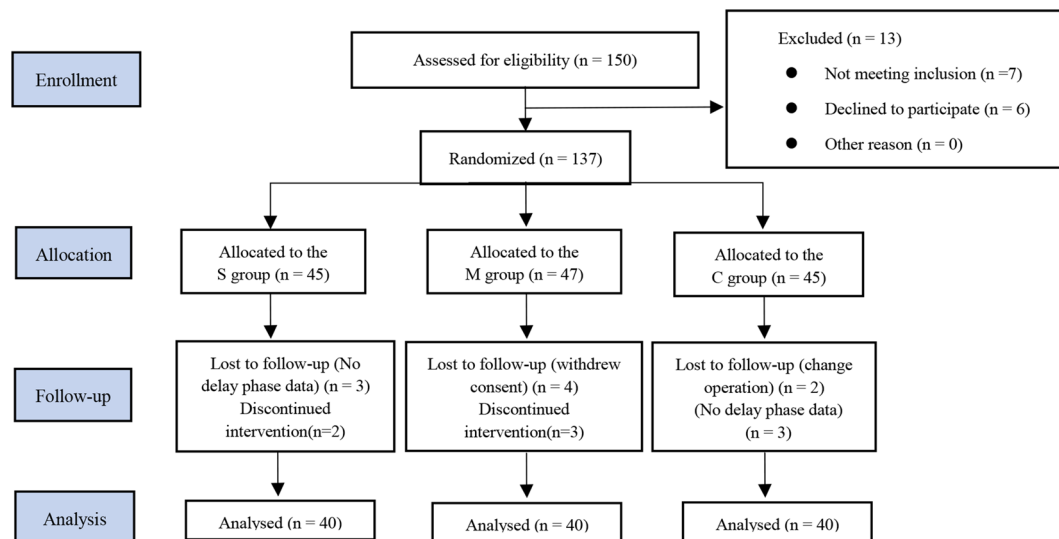 Enrollment
Assessed for eligibility (n = 150)
Excluded (n = 13)
● Not meeting inclusion (n =7)
● Declined to participate (n = 6)
● Other reason (n = 0)
Randomized (n = 137)
Allocation
Allocated to the
S group (n = 45)
Allocated to the
M group (n = 47)
Allocated to the
C group (n = 45)
Follow-up
Lost to follow-up (No
delay phase data) (n = 3)
Discontinued
intervention(n=2)
Lost to follow-up (withdrew
consent) (n = 4)
Discontinued
intervention(n=3)
Lost to follow-up (change
operation) (n = 2)
(No delay phase data)
(n = 3)
Analysis
Analysed (n = 40)
Analysed (n = 40)
Analysed (n = 40)